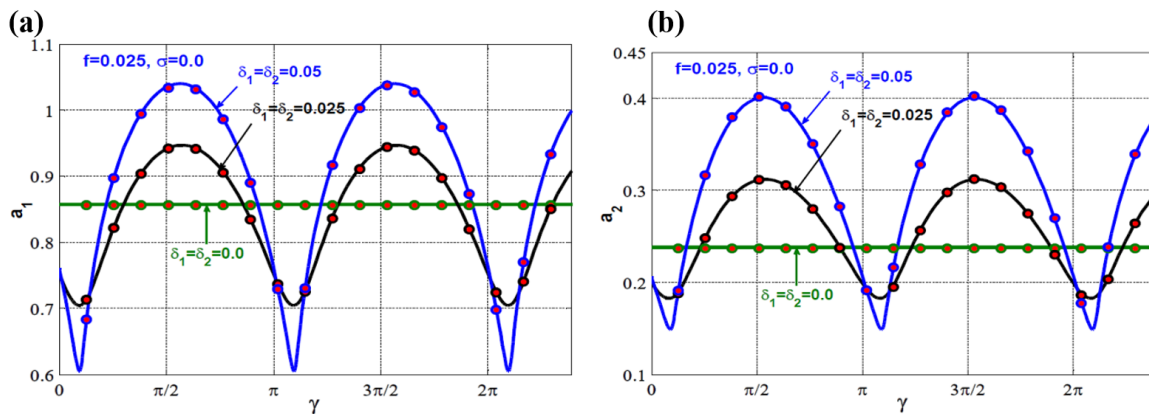 (a)
f=0.025, σ=0.0
δ₁=δ₂=0.05
δ₁=δ₂=0.025
δ₁=δ₂=0.0
a₁
1.1
1
0.9
0.8
0.7
0.6
0
π/2
π
3π/2
2π
γ
(b)
f=0.025, σ=0.0
δ₁=δ₂=0.05
δ₁=δ₂=0.025
δ₁=δ₂=0.0
a₂
0.45
0.4
0.3
0.2
0.1
0
π/2
π
3π/2
2π
γ